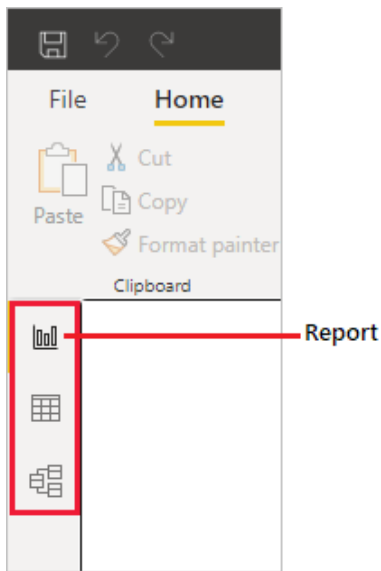 File Home
Cut
Copy
Paste
Format painter
Clipboard
Report